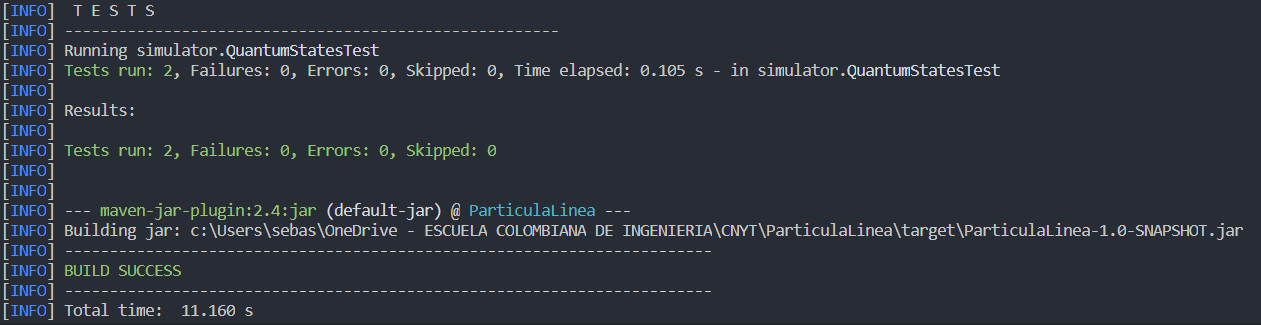 [INFO]  T E S T S
[INFO] -------------------------------------------------------
[INFO] Running simulator.QuantumStatesTest
[INFO] Tests run: 2, Failures: 0, Errors: 0, Skipped: 0, Time elapsed: 0.105 s - in simulator.QuantumStatesTest
[INFO]
[INFO] Results:
[INFO]
[INFO] Tests run: 2, Failures: 0, Errors: 0, Skipped: 0
[INFO]
[INFO]
[INFO] --- maven-jar-plugin:2.4:jar (default-jar) @ ParticulaLinea ---
[INFO] Building jar: c:\Users\sebas\OneDrive - ESCUELA COLOMBIANA DE INGENIERIA\CNYT\ParticulaLinea\target\ParticulaLinea-1.0-SNAPSHOT.jar
[INFO] ------------------------------------------------------------------------
[INFO] BUILD SUCCESS
[INFO] ------------------------------------------------------------------------
[INFO] Total time:  11.160 s